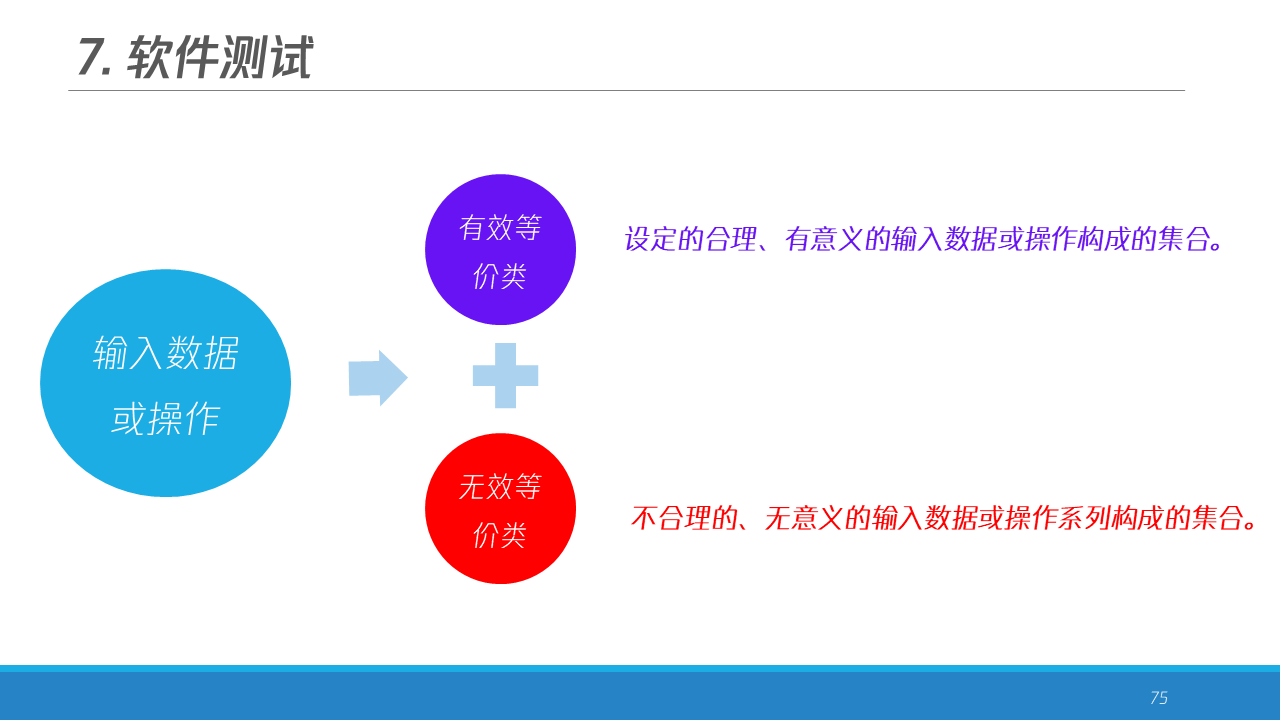 7. 软件测试
输入数据
或操作
有效等
价类
设定的合理、有意义的输入数据或操作构成的集合。
无效等
价类
不合理的、无意义的输入数据或操作系列构成的集合。
75